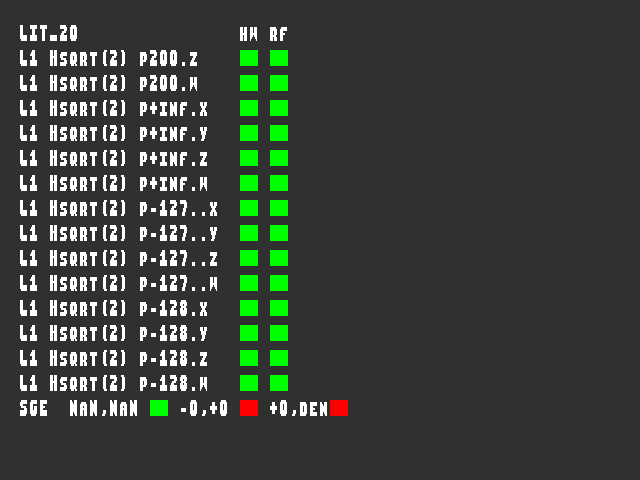 LIT_20 HW RF
L1 HSQRT(2) P200.Z
L1 HSQRT(2) P200.W
L1 HSQRT(2) P+INF.X
L1 HSQRT(2) P+INF.Y
L1 HSQRT(2) P+INF.Z
L1 HSQRT(2) P+INF.W
L1 HSQRT(2) P-127..X
L1 HSQRT(2) P-127..Y
L1 HSQRT(2) P-127..Z
L1 HSQRT(2) P-127..W
L1 HSQRT(2) P-128.X
L1 HSQRT(2) P-128.Y
L1 HSQRT(2) P-128.Z
L1 HSQRT(2) P-128.W
SGE NAN,NAN -0,+0 +0,DEN